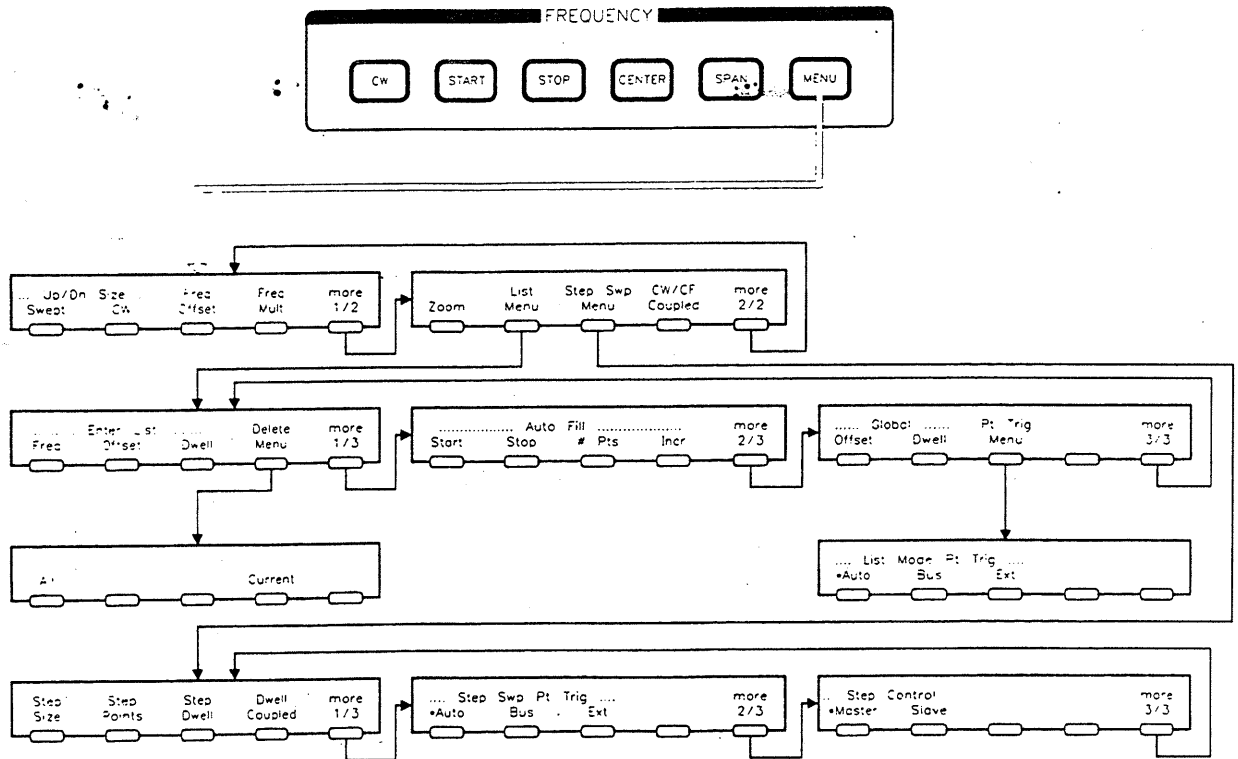 FREQUENCY
CW START STOP CENTER SPAN MENU
Size Freq Freq more
Swept CW Offset Mult 1/2
List Step Swp CW/CF more
Zoom Menu Menu Coupled 2/2
Enter List ...... Delete more
Freq Offset Dwell Menu 1/3
................. Auto Fill .....................  more
Start Stop # Pts Incr 2/3
...... Global ...... Pt Trig more
Offset Dwell Menu 3/3
Current
.... List Mode Pt Trig ....
*Auto Bus Ext
Step Step Step Dwell more
Size Points Dwell Coupled 1/3
.... Step Swp Pt Trig .... more
*Auto Bus Ext 2/3
.. Step Control more
*Master Slave 3/3